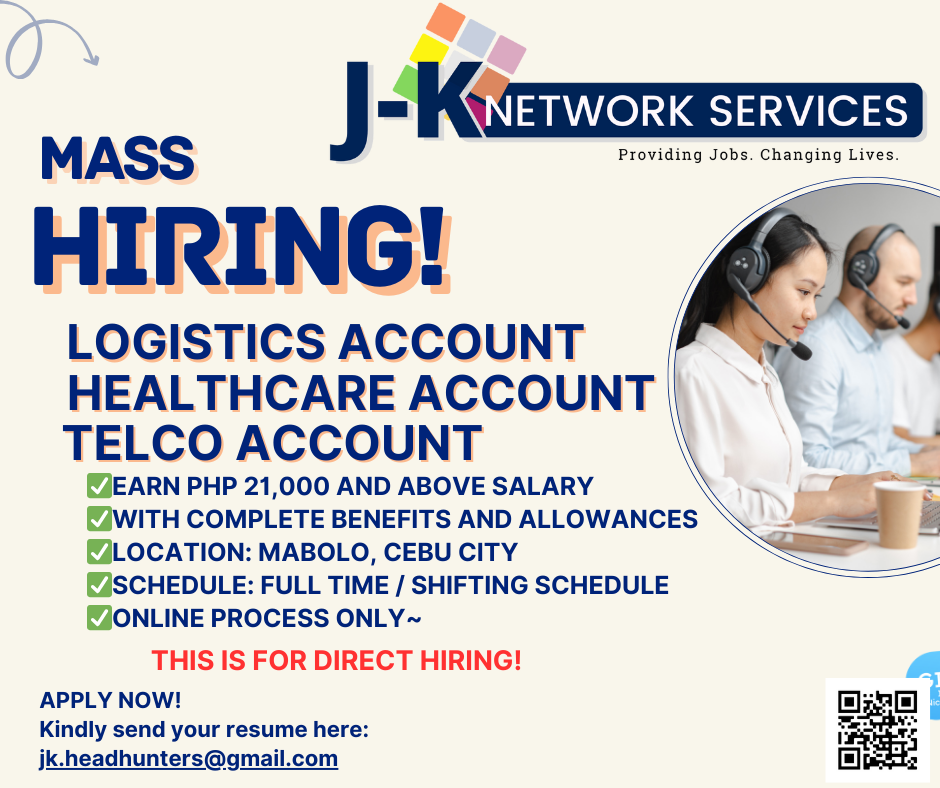 J-K NETWORK SERVICES
Providing Jobs. Changing Lives.
MASS
HIRING!
LOGISTICS ACCOUNT
HEALTHCARE ACCOUNT
TELCO ACCOUNT
✅EARN PHP 21,000 AND ABOVE SALARY
✅WITH COMPLETE BENEFITS AND ALLOWANCES
✅LOCATION: MABOLO, CEBU CITY
✅SCHEDULE: FULL TIME / SHIFTING SCHEDULE
✅ONLINE PROCESS ONLY~
THIS IS FOR DIRECT HIRING!
APPLY NOW!
Kindly send your resume here:
jk.headhunters@gmail.com